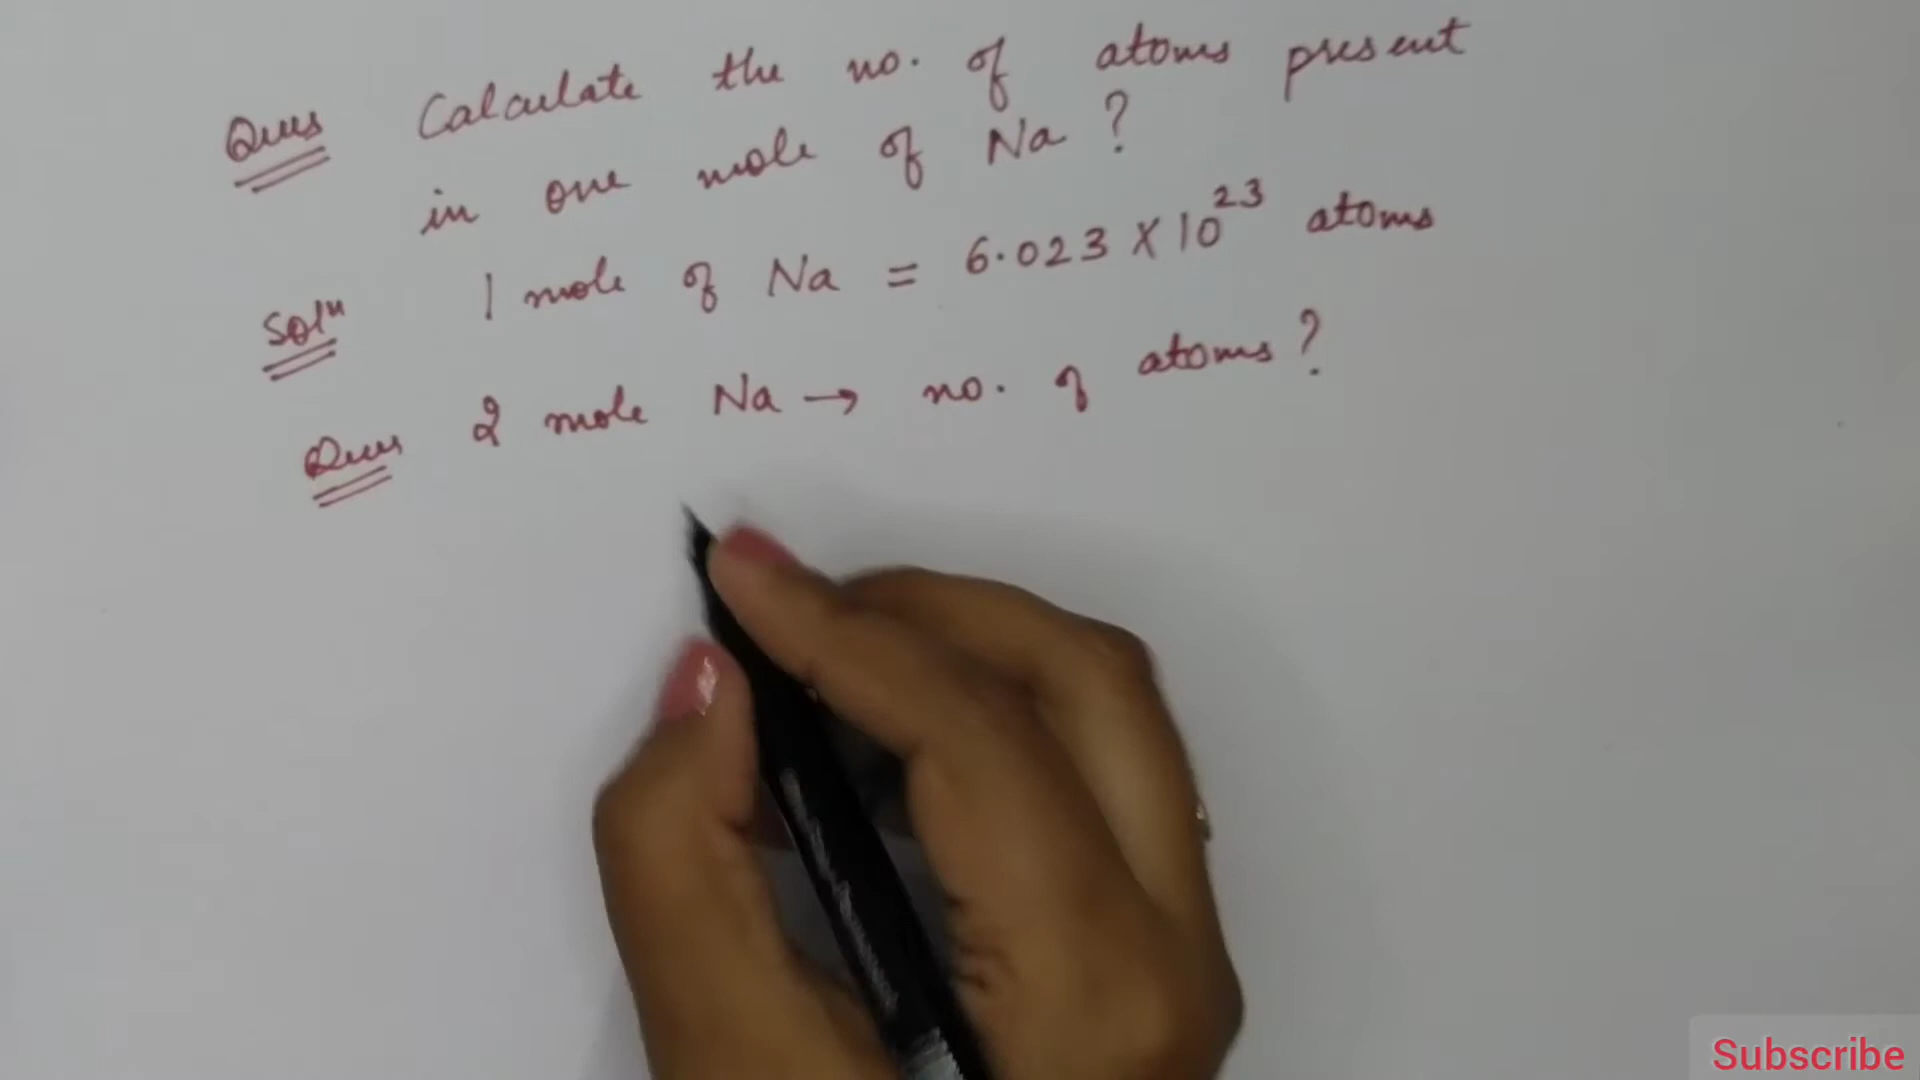 Ques Calculate the no. of atoms present
in one mole of Na ?
Solⁿ 1 mole of Na = 6.023 X 10²³ atoms
Ques 2 mole Na → no. of atoms ?
Subscribe